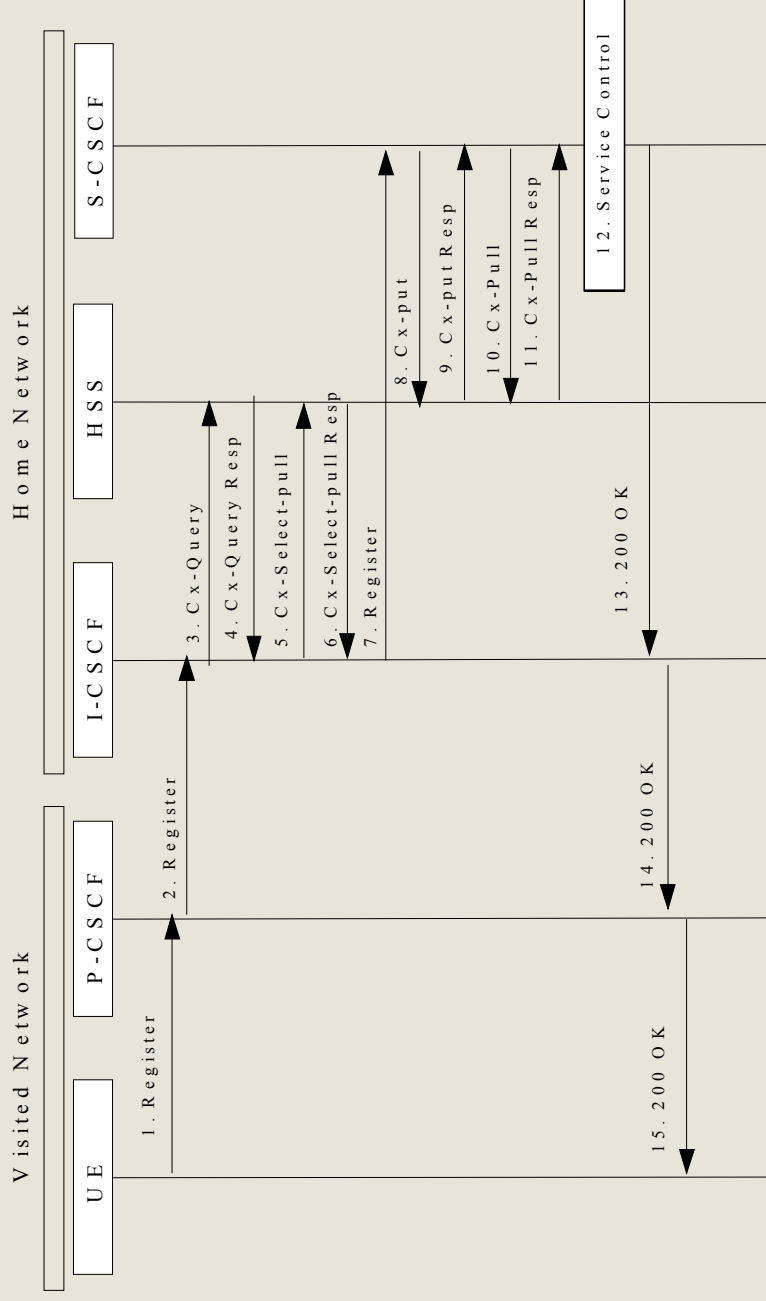 Visited Network
Home Network
UE
P-CSCF
I-CSCF
HSS
S-CSCF
1. Register
2. Register
3. Cx-Query
4. Cx-Query Resp
5. Cx-Select-pull
6. Cx-Select-pull Resp
7. Register
8. Cx-put
9. Cx-put Resp
10. Cx-Pull
11. Cx-Pull Resp
12. Service Control
13. 200 OK
14. 200 OK
15. 200 OK